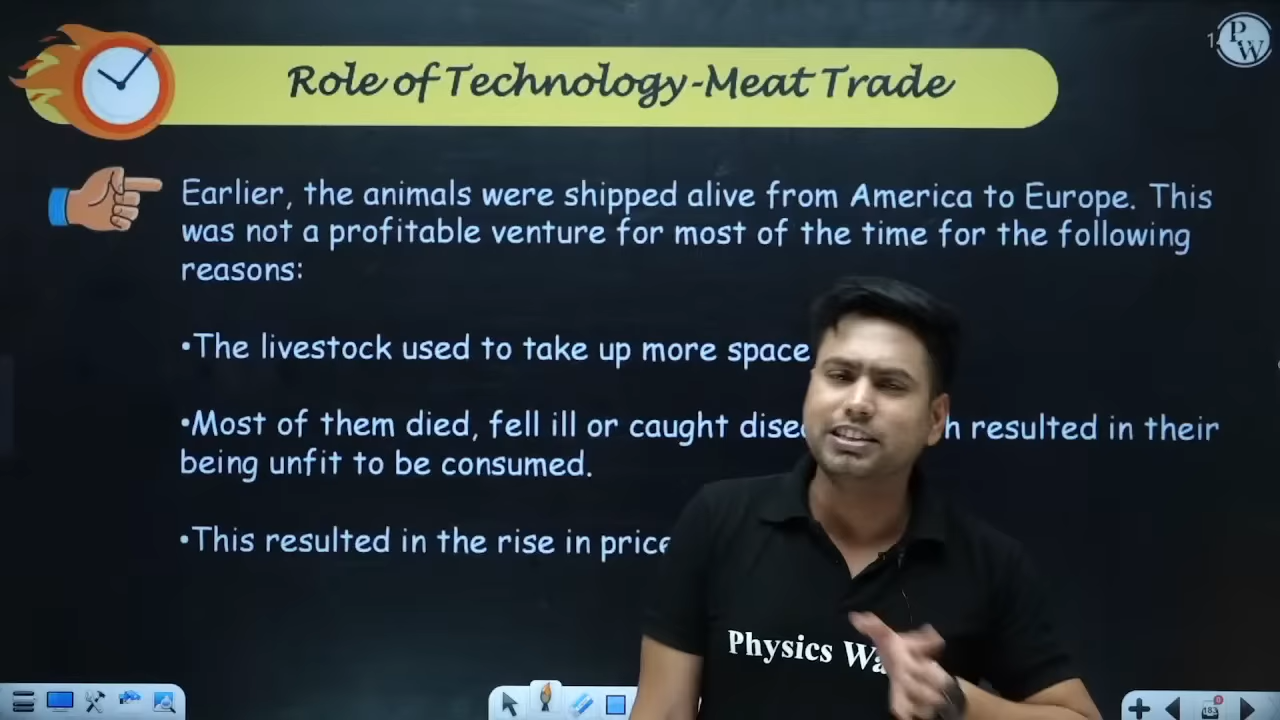 P
W
Role of Technology-Meat Trade
Earlier, the animals were shipped alive from America to Europe. This
was not a profitable venture for most of the time for the following
reasons:
•The livestock used to take up more space
•Most of them died, fell ill or caught resulted in their
being unfit to be consumed.
•This resulted in the rise in
Physics
183